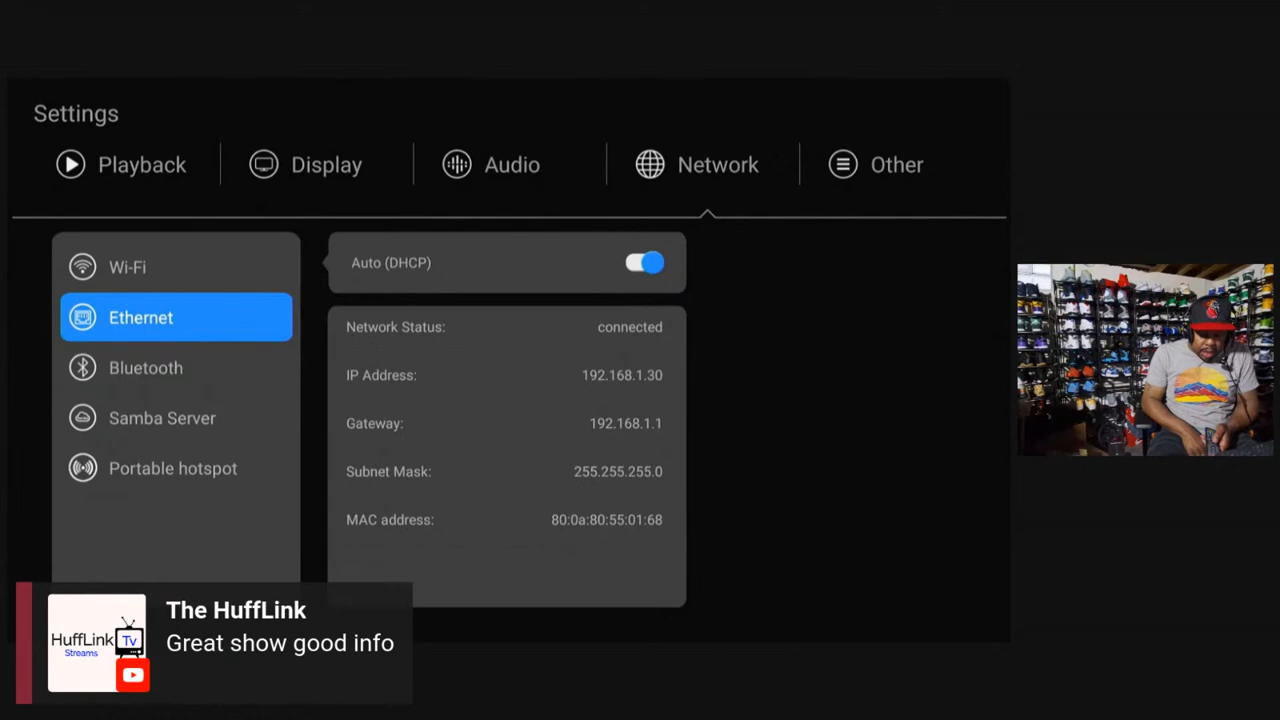 Settings
Playback
Display
Audio
Network
Other
Wi-Fi
Ethernet
Bluetooth
Samba Server
Portable hotspot
Auto (DHCP)
Network Status: connected
IP Address: 192.168.1.30
Gateway: 192.168.1.1
Subnet Mask: 255.255.255.0
MAC address: 80:0a:80:55:01:68
HuffLink Tv
Streams
The HuffLink
Great show good info